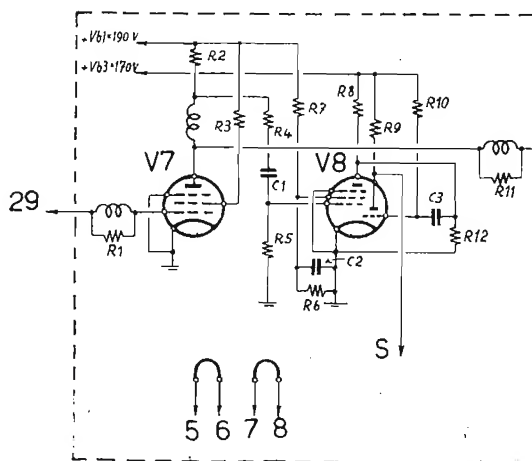 +Vb1=190V
+Vb3=170V
R2
R3
R4
R7
R8
R9
R10
V7
V8
C1
R11
29
R1
R5
C3
R12
C2
R6
S
5 6 7 8